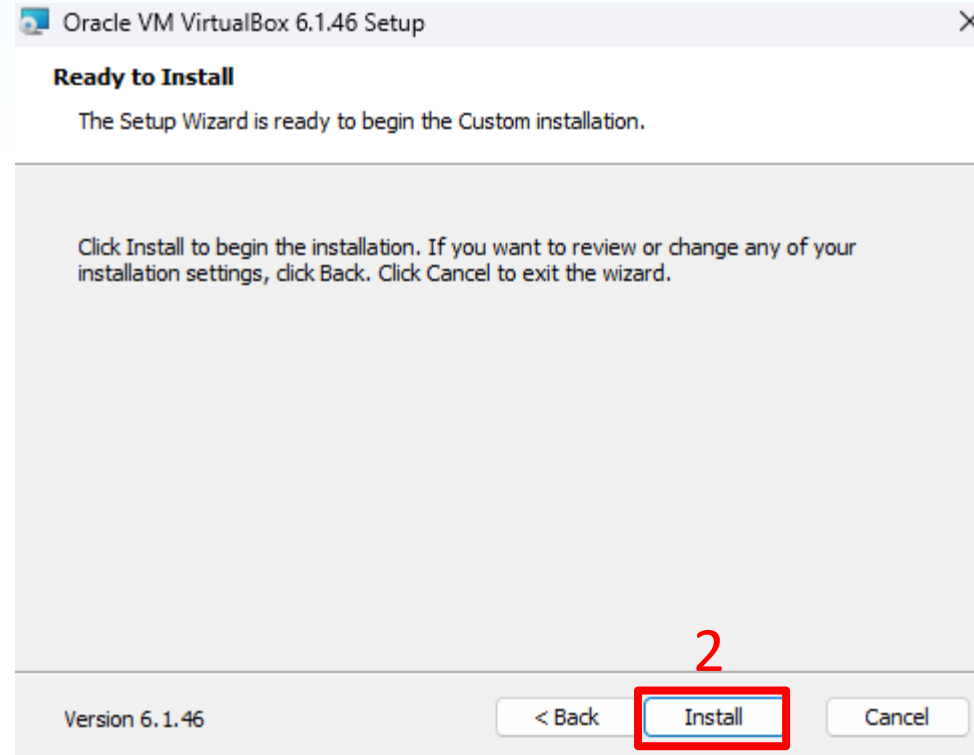 Oracle VM VirtualBox 6.1.46 Setup
Ready to Install
The Setup Wizard is ready to begin the Custom installation.
Click Install to begin the installation. If you want to review or change any of your
installation settings, click Back. Click Cancel to exit the wizard.
2
Version 6.1.46
< Back
Install
Cancel